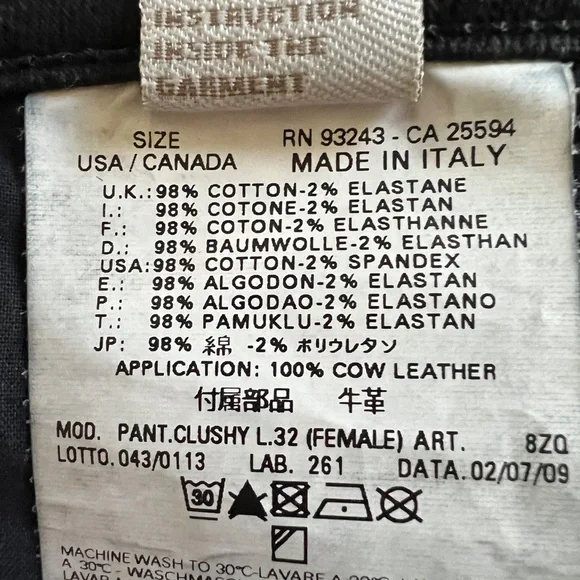 INSTRUCTION
INSIDE THE
GARMENT
SIZE RN 93243 - CA 25594
USA / CANADA MADE IN ITALY
U.K.: 98% COTTON-2% ELASTANE
I.: 98% COTONE-2% ELASTAN
F.: 98% COTON-2% ELASTHANNE
D.: 98% BAUMWOLLE-2% ELASTHAN
USA: 98% COTTON-2% SPANDEX
E.: 98% ALGODON-2% ELASTAN
P.: 98% ALGODAO-2% ELASTANO
T.: 98% PAMUKLU-2% ELASTAN
JP: 98% 綿 -2% ポリウレタン
APPLICATION: 100% COW LEATHER
付属部品 牛革
MOD. PANT.CLUSHY L.32 (FEMALE) ART. 8ZQ
LOTTO. 043/0113 LAB. 261 DATA. 02/07/09
30
MACHINE WASH TO 30°C-LAVARE A
A 30°C - WASCHMAS
LAVAR A